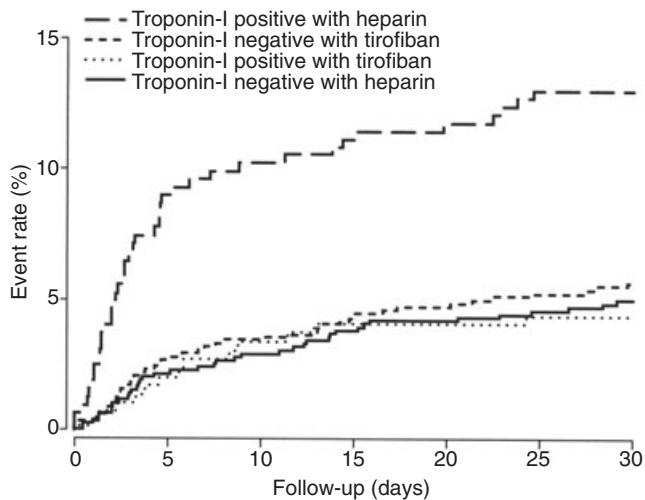 Troponin-I positive with heparin
Troponin-I negative with tirofiban
Troponin-I positive with tirofiban
Troponin-I negative with heparin
15
10
5
0
Event rate (%)
0 5 10 15 20 25 30
Follow-up (days)